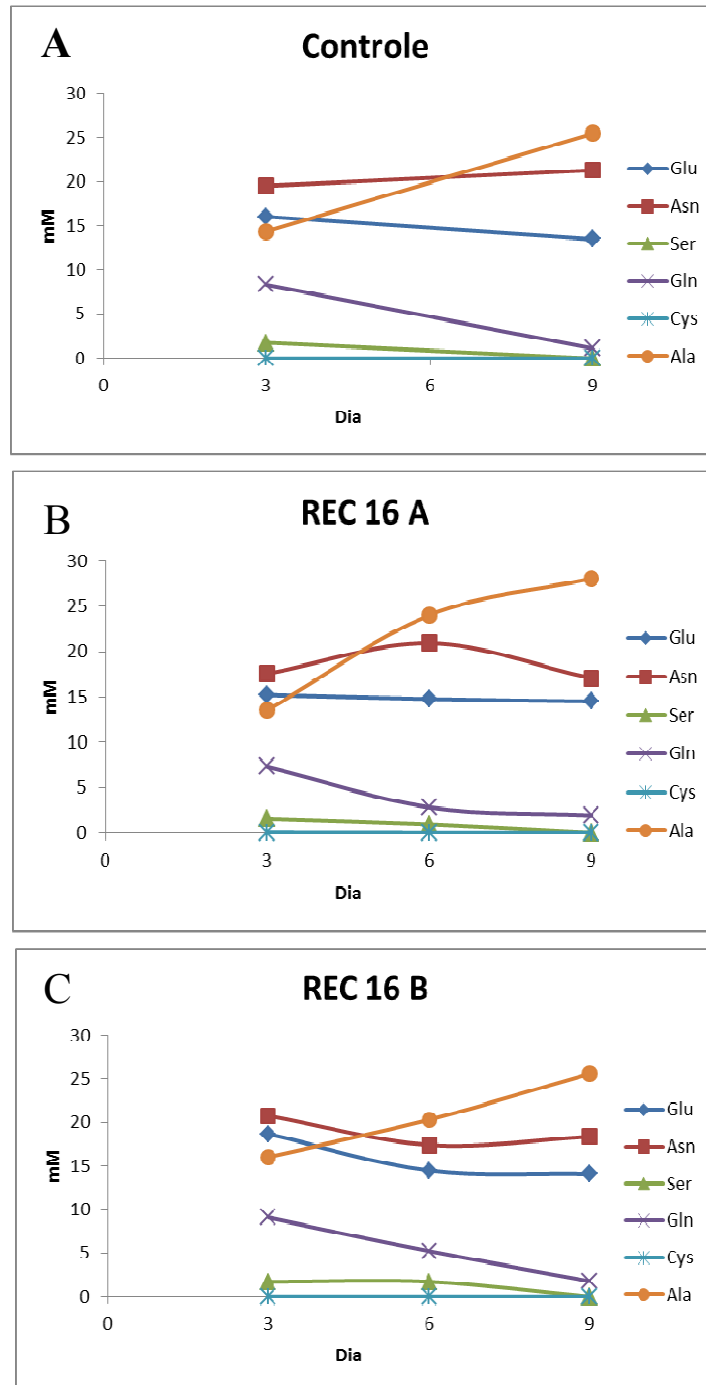 A
Controle
30
25
20
15
10
5
0
mM
0 3 6 9
Dia
Glu
Asn
Ser
Gln
Cys
Ala
B
REC 16 A
30
25
20
15
10
5
0
mM
0 3 6 9
Dia
Glu
Asn
Ser
Gln
Cys
Ala
C
REC 16 B
30
25
20
15
10
5
0
mM
0 3 6 9
Dia
Glu
Asn
Ser
Gln
Cys
Ala